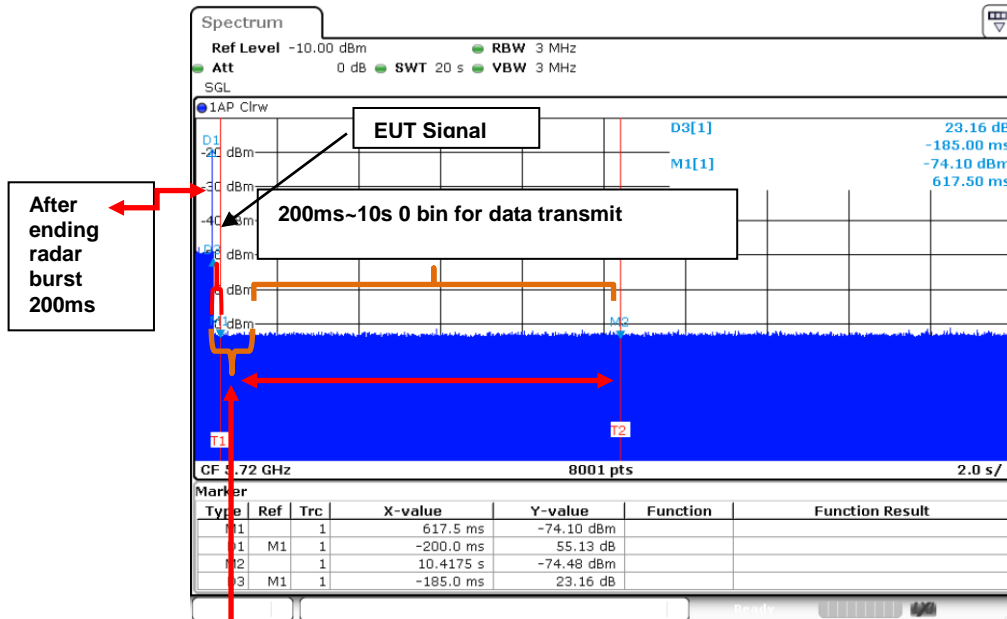 Spectrum
Ref Level -10.00 dBm RBW 3 MHz
Att 0 dB SWT 20 s VBW 3 MHz
SGL
1AP Clrw
EUT Signal
D3[1] 23.16 dB
-185.00 ms
M1[1] -74.10 dBm
617.50 ms
D1
-20 dBm
-30 dBm
-40 dBm
dBm
dBm
dBm
M2
200ms~10s 0 bin for data transmit
After
ending
radar
burst
200ms
T1
T2
CF 5.72 GHz 8001 pts 2.0 s/
Marker
Type Ref Trc X-value Y-value Function Function Result
M1 1 617.5 ms -74.10 dBm
D1 M1 1 -200.0 ms 55.13 dB
M2 1 10.4175 s -74.48 dBm
D3 M1 1 -185.0 ms 23.16 dB
Ready